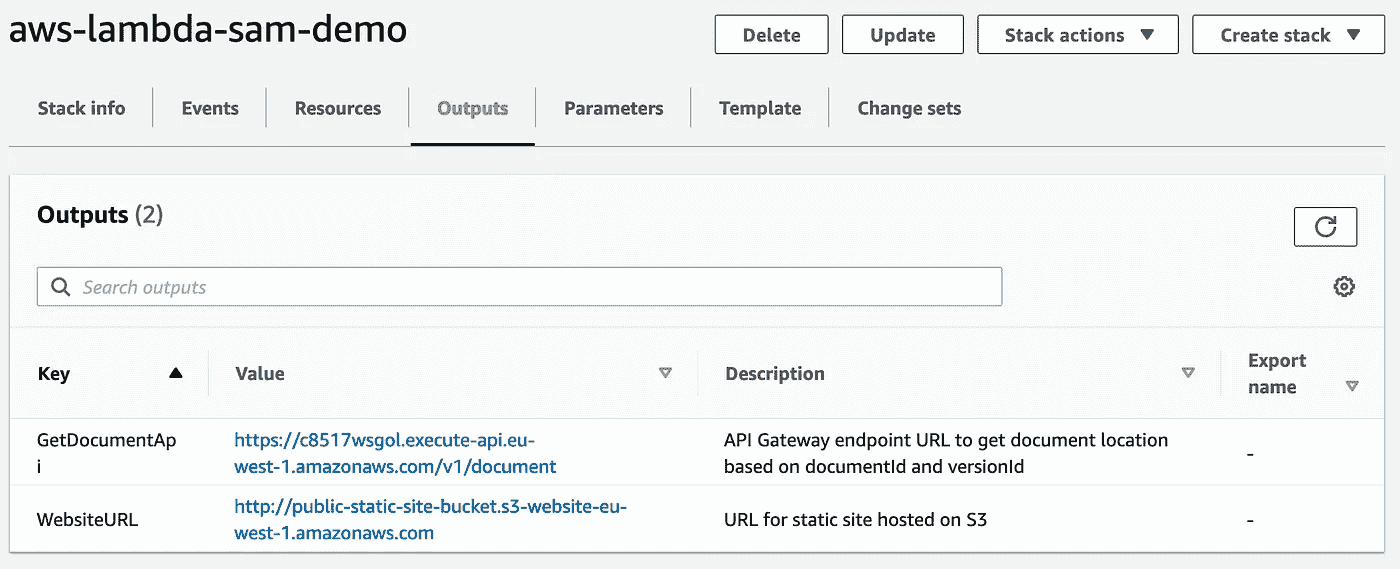 aws-lambda-sam-demo
Delete
Update
Stack actions
Create stack
Stack info
Events
Resources
Outputs
Parameters
Template
Change sets
Outputs (2)
Search outputs
Key
Value
Description
Export
name
GetDocumentAp
i
https://c8517wsgol.execute-api.eu-
west-1.amazonaws.com/v1/document
API Gateway endpoint URL to get document location
based on documentId and versionId
-
WebsiteURL
http://public-static-site-bucket.s3-website-eu-
west-1.amazonaws.com
URL for static site hosted on S3
-